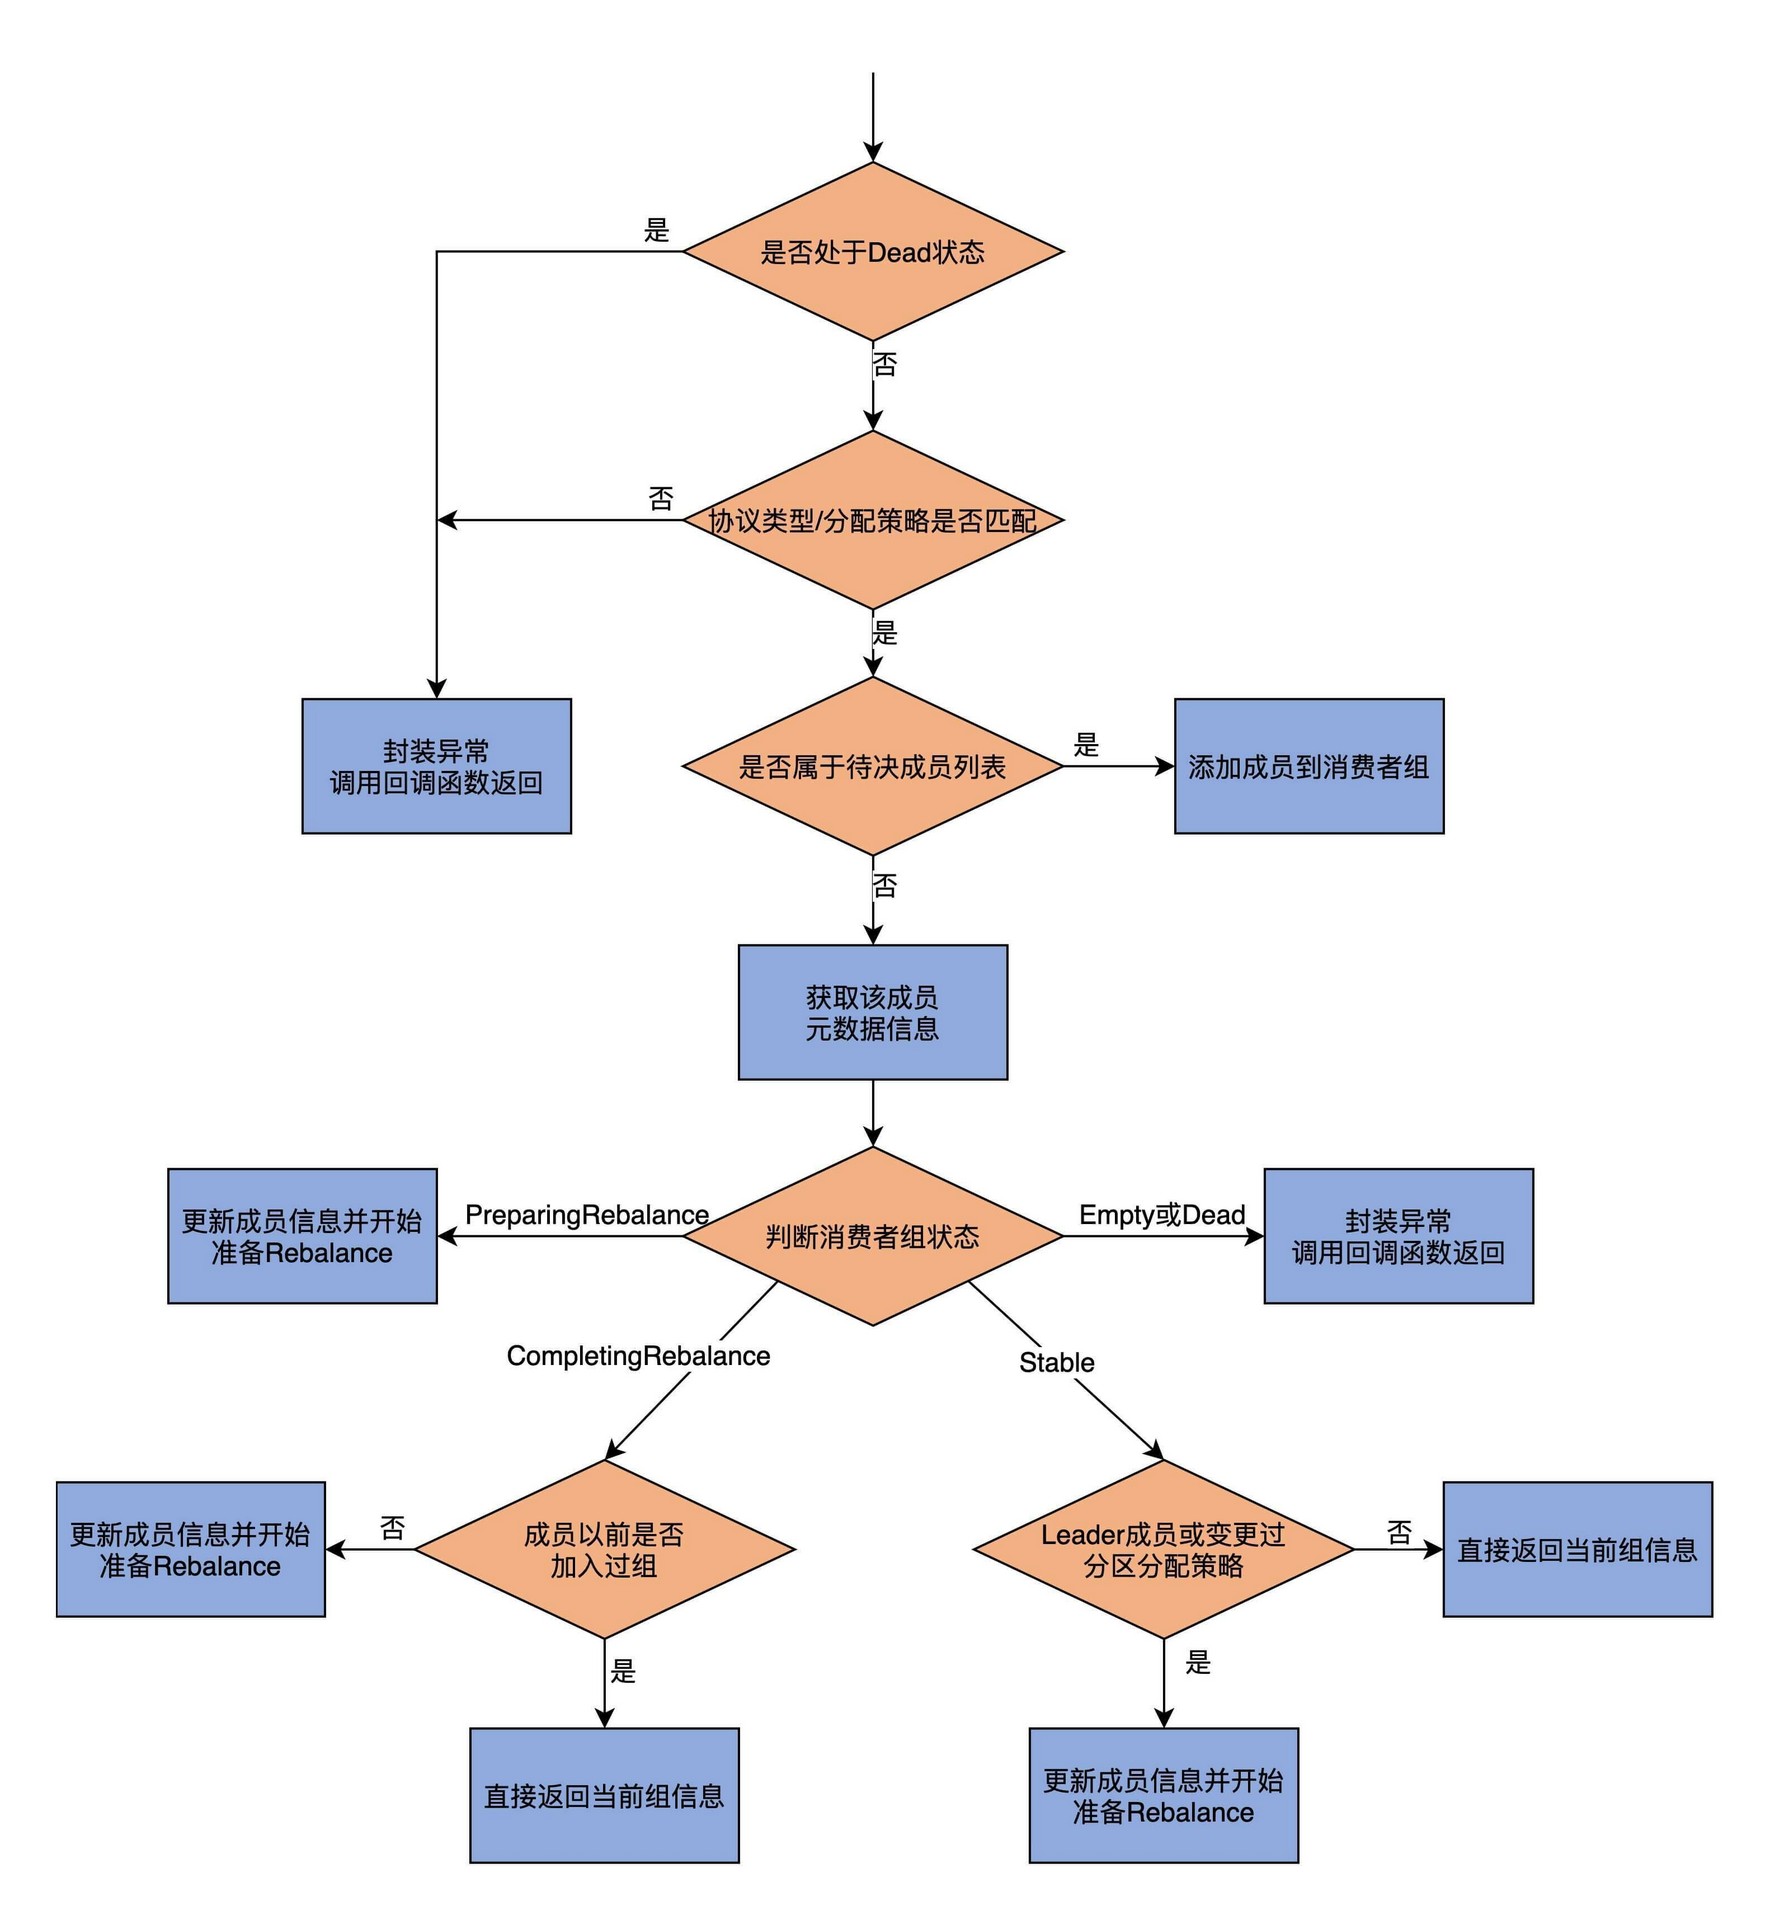 是
是否处于Dead状态
否
否
协议类型/分配策略是否匹配
是
封装异常
调用回调函数返回
是否属于待决成员列表
是
添加成员到消费者组
否
获取该成员
元数据信息
更新成员信息并开始
准备Rebalance
PreparingRebalance
判断消费者组状态
Empty或Dead
封装异常
调用回调函数返回
CompletingRebalance
Stable
更新成员信息并开始
准备Rebalance
否
成员以前是否
加入过组
Leader成员或变更过
分区分配策略
否
直接返回当前组信息
是
是
直接返回当前组信息
更新成员信息并开始
准备Rebalance